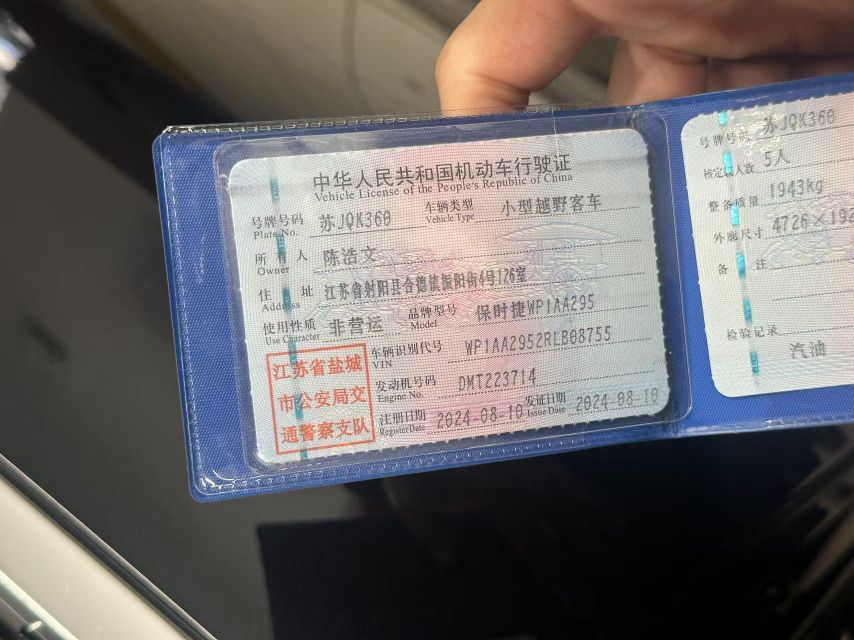 中华人民共和国机动车行驶证
Vehicle License of the People's Republic of China
号牌号码 苏JQK360 车辆类型 小型越野客车
Plate No. Vehicle Type
所有人 陈浩文
Owner
住址 江苏省射阳县合德镇振阳街4号126室
Address
使用性质 非营运 品牌型号 保时捷WP1AA295
Use Character Model
江苏省盐城
市公安局交
通警察支队
车辆识别代号 WP1AA2952RLB08755
VIN
发动机号码 DMT223714
Engine No.
注册日期 2024-08-10 发证日期 2024-08-10
Register Date Issue Date
号牌号码 苏JQK360
核定 人数 5人
整备质量 1943kg
外廓尺寸 4726×192
备注
检验记录
汽油